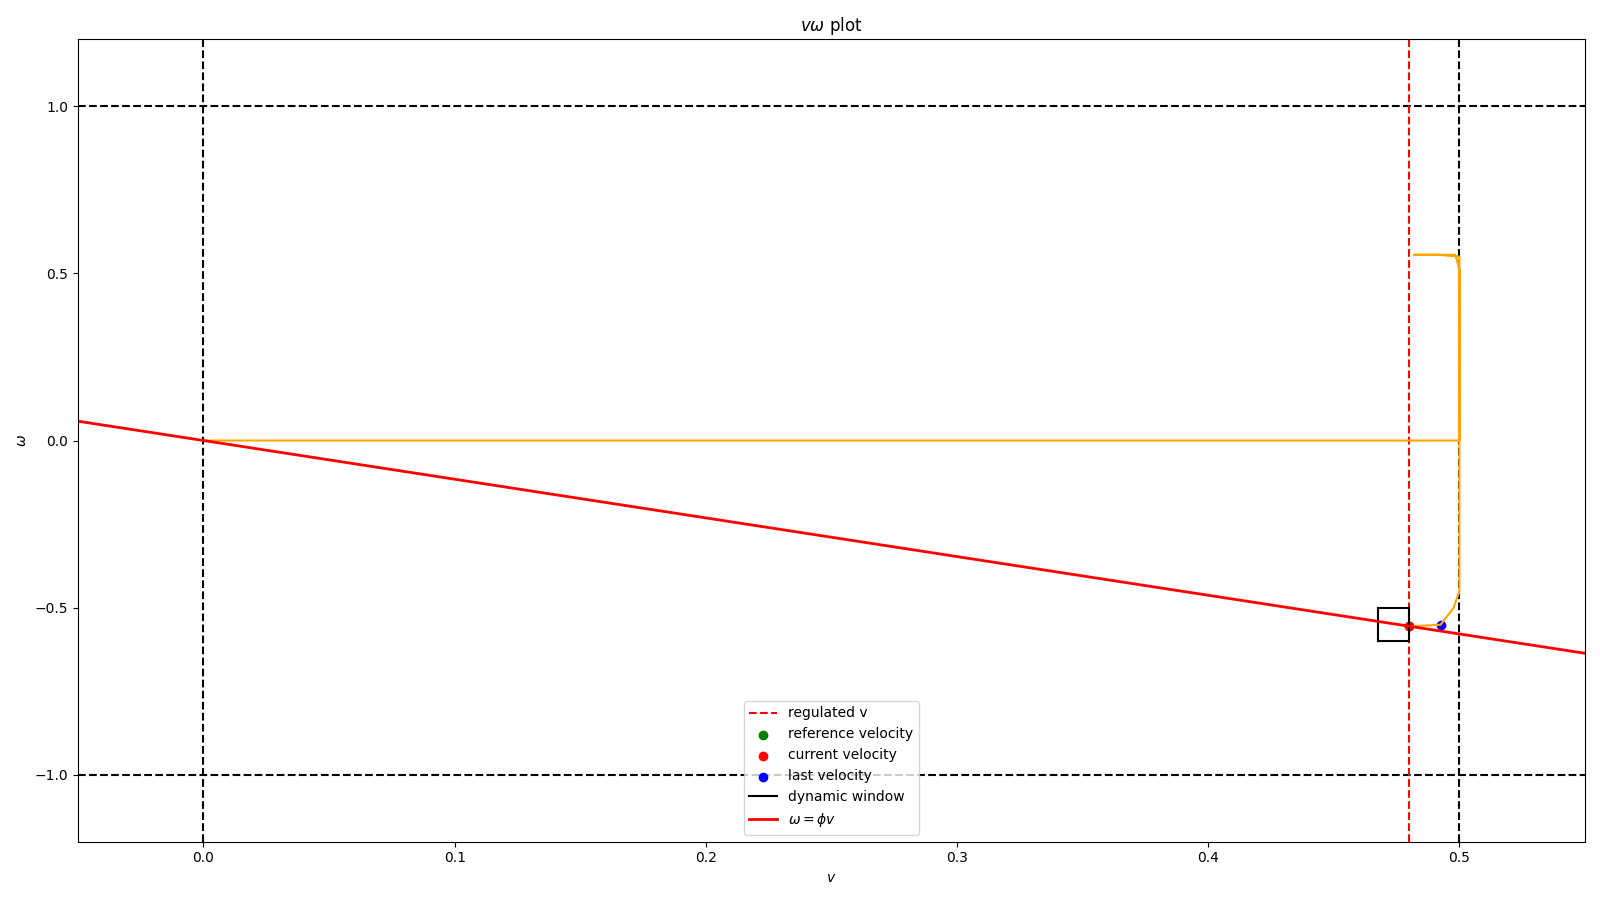 vω plot
1.0
0.5
0.0
−0.5
−1.0
ω
regulated v
reference velocity
current velocity
last velocity
dynamic window
ω = ϕv
0.0 0.1 0.2 0.3 0.4 0.5
v